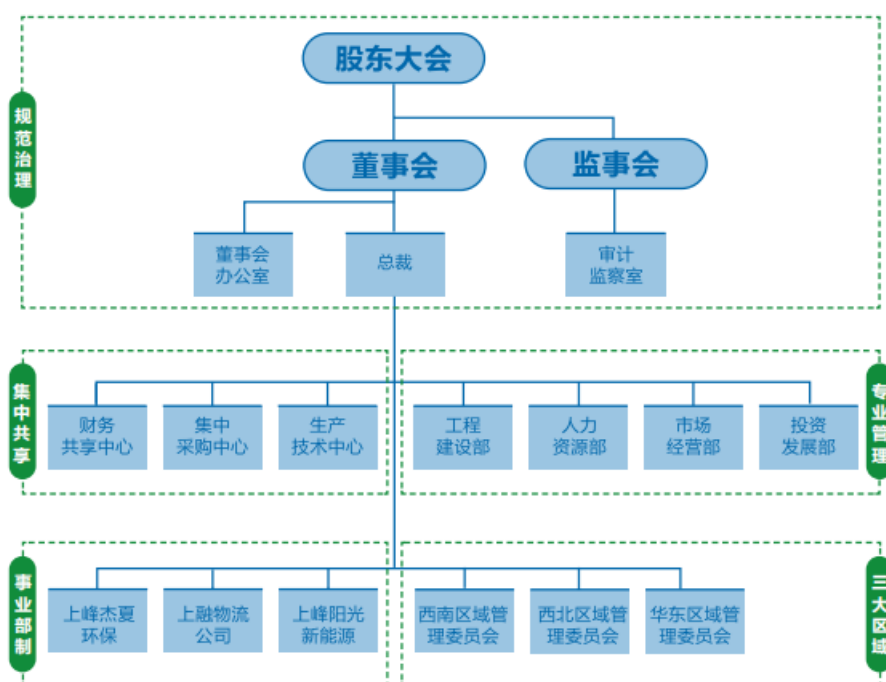 股东大会
规范治理
董事会
监事会
董事会
办公室
总裁
审计
监察室
集中共享
财务
共享中心
集中
采购中心
生产
技术中心
工程
建设部
人力
资源部
市场
经营部
投资
发展部
专业管理
事业部制
上峰杰夏
环保
上融物流
公司
上峰阳光
新能源
西南区域管
理委员会
西北区域管
理委员会
华东区域管
理委员会
三大区域